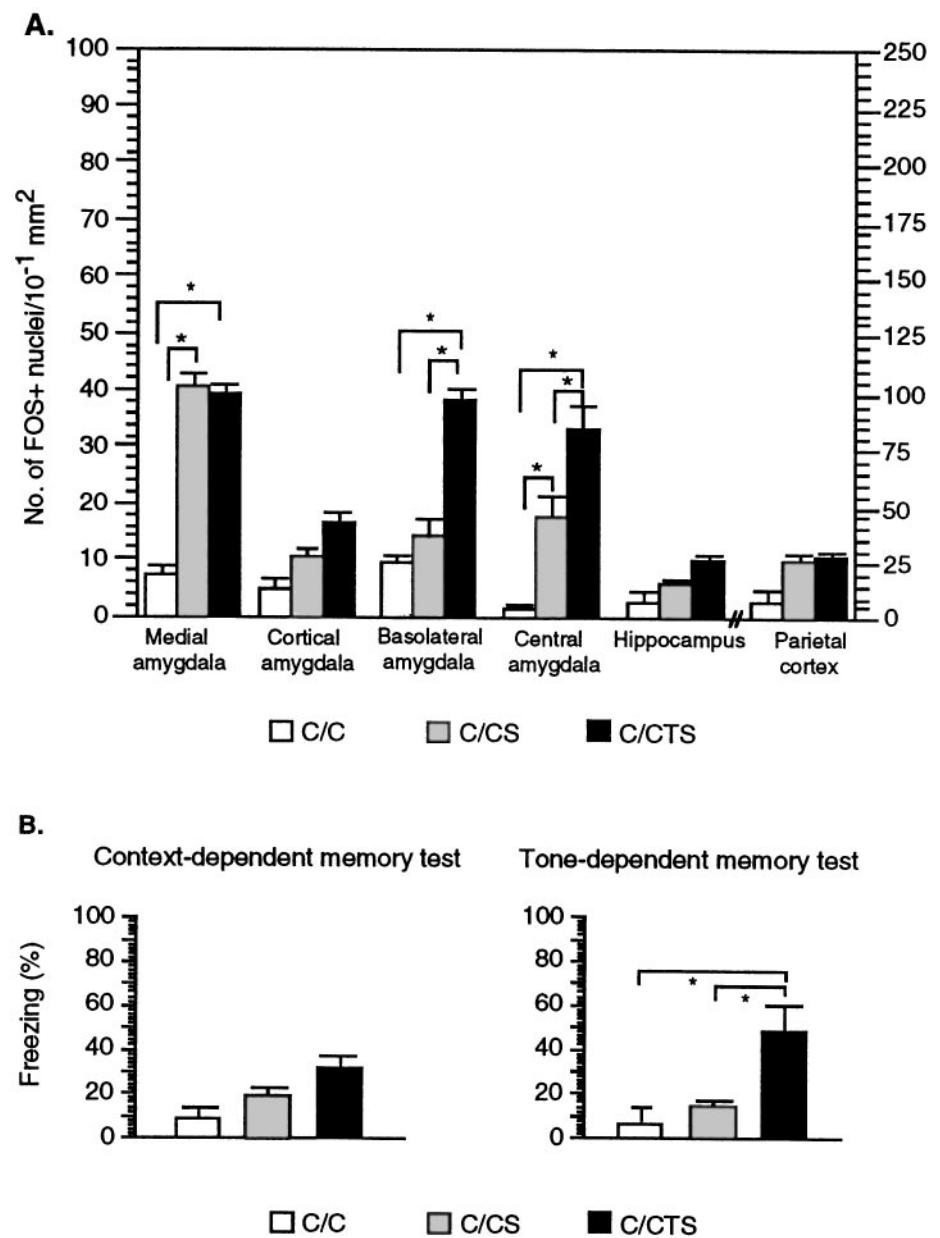 A.
100
90
80
70
60
50
40
30
20
10
0
No. of FOS+ nuclei/10-1 mm2
250
225
200
175
150
125
100
75
50
25
0
*
*
*
*
*
*
*
Medial
amygdala
Cortical
amygdala
Basolateral
amygdala
Central
amygdala
Hippocampus
Parietal
cortex
C/C
C/CS
C/CTS
B.
Context-dependent memory test
Freezing (%)
100
80
60
40
20
0
Tone-dependent memory test
100
80
60
40
20
0
*
*
C/C
C/CS
C/CTS